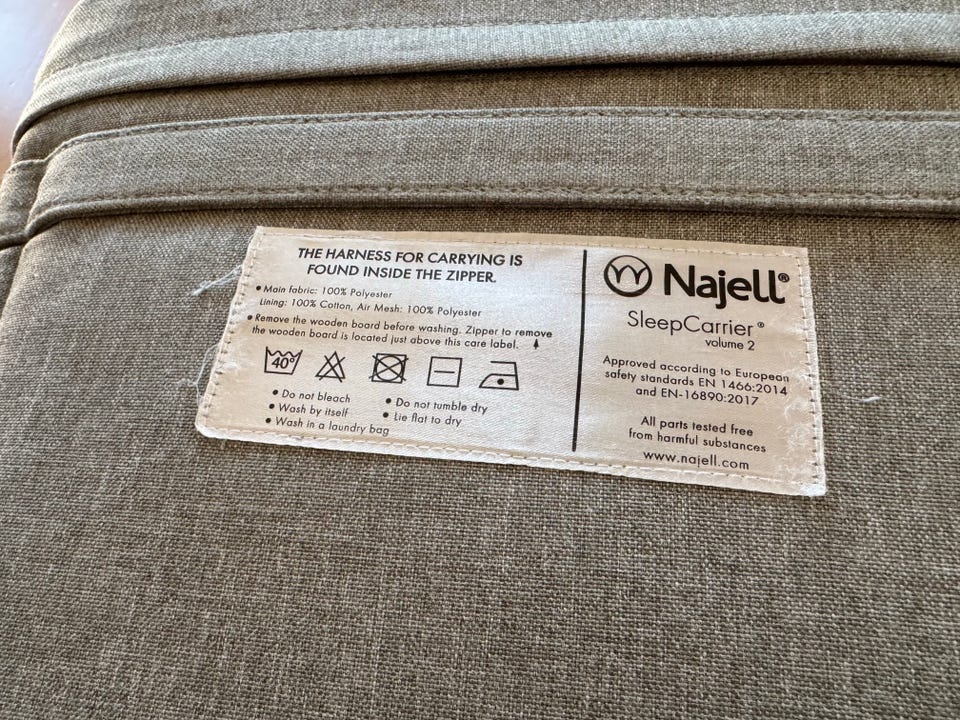 THE HARNESS FOR CARRYING IS
FOUND INSIDE THE ZIPPER.
• Main fabric: 100% Polyester
Lining: 100% Cotton, Air Mesh: 100% Polyester
• Remove the wooden board before washing. Zipper to remove
the wooden board is located just above this care label.
40°
• Do not bleach
• Wash by itself
• Wash in a laundry bag
• Do not tumble dry
• Lie flat to dry
Najell®
SleepCarrier®
volume 2
Approved according to European
safety standards EN 1466:2014
and EN-16890:2017
All parts tested free
from harmful substances
www.najell.com